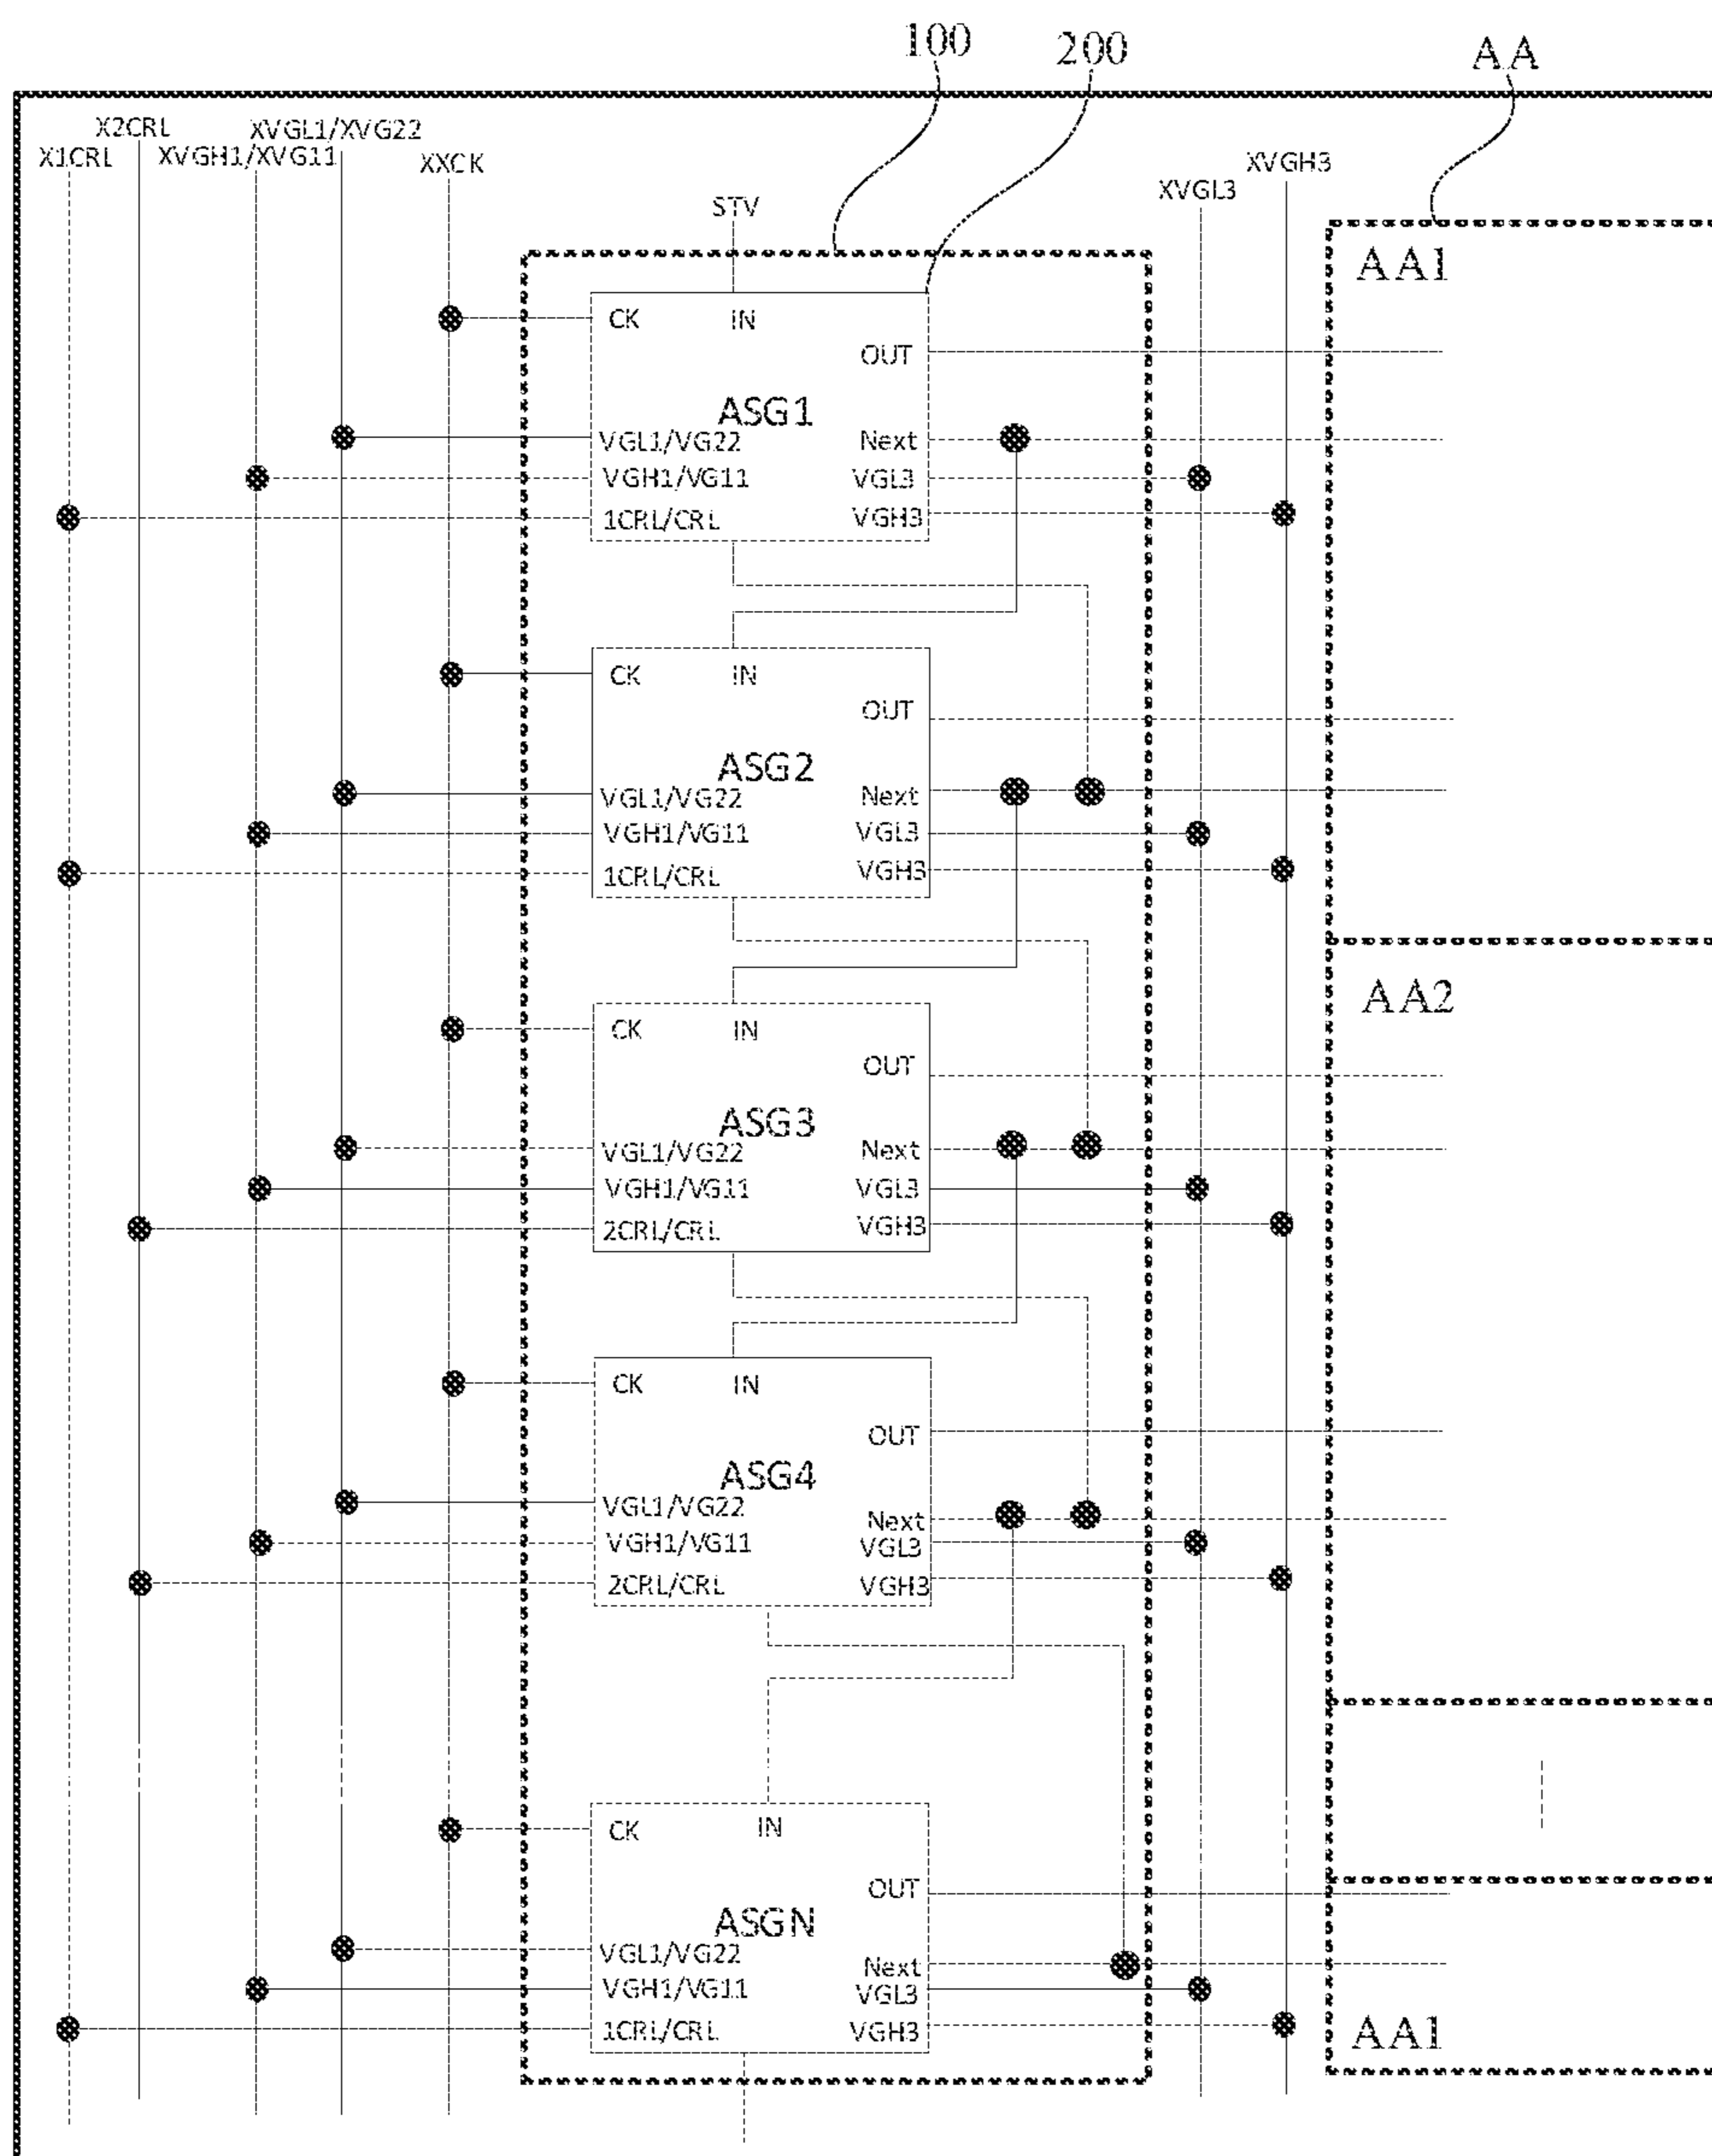 100
200
AA
X2CRL
XVGL1/XVG22
X1CRL
XVGH1/XVG11
XXCK
XVGH3
XVGL3
STV
AA1
CK
IN
OUT
ASG1
VGL1/VG22
Next
VGH1/VG11
VGL3
1CRL/CRL
VGH3
CK
IN
OUT
ASG2
VGL1/VG22
Next
VGH1/VG11
VGL3
1CRL/CRL
VGH3
AA2
CK
IN
OUT
ASG3
VGL1/VG22
Next
VGH1/VG11
VGL3
2CRL/CRL
VGH3
CK
IN
OUT
ASG4
VGL1/VG22
Next
VGH1/VG11
VGL3
2CRL/CRL
VGH3
CK
IN
OUT
ASGN
VGL1/VG22
Next
VGH1/VG11
VGL3
1CRL/CRL
VGH3
AA1